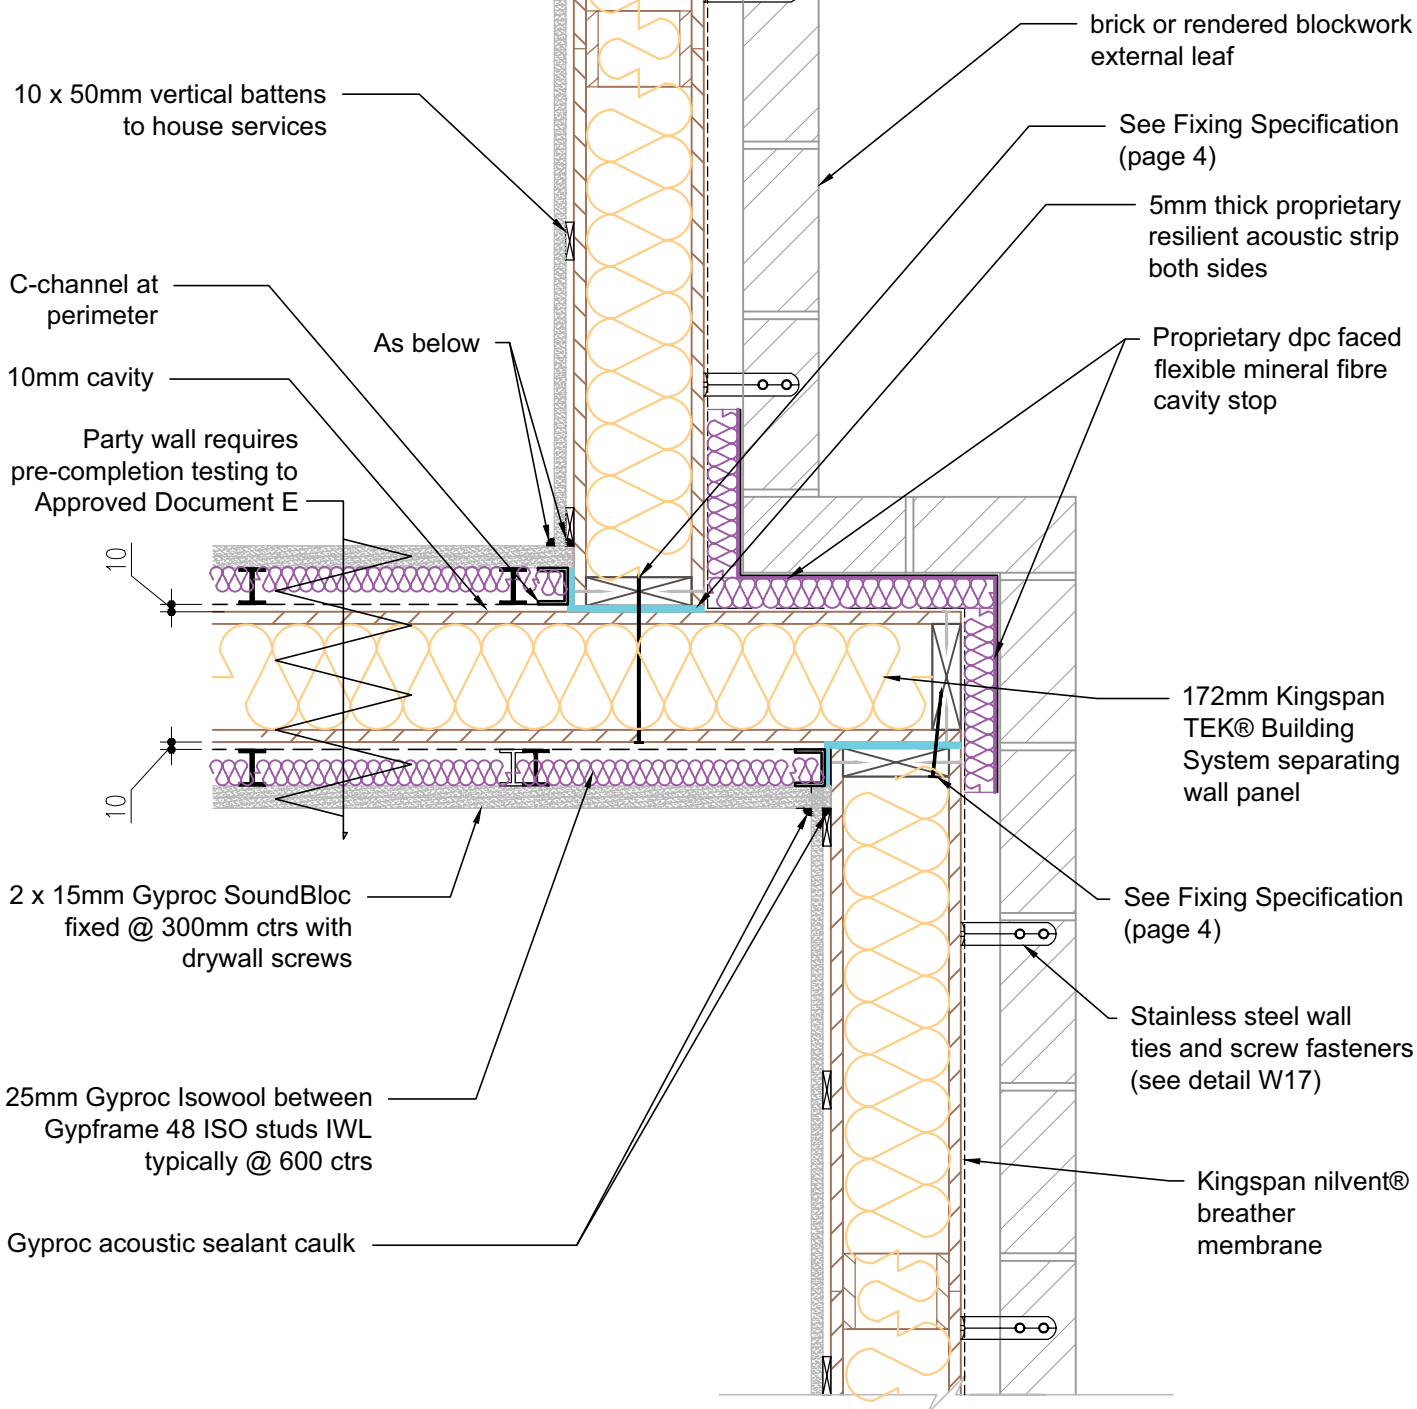 brick or rendered blockwork
external leaf
10 x 50mm vertical battens
to house services
See Fixing Specification
(page 4)
5mm thick proprietary
resilient acoustic strip
both sides
C-channel at
perimeter
As below
Proprietary dpc faced
flexible mineral fibre
cavity stop
10mm cavity
Party wall requires
pre-completion testing to
Approved Document E
10
172mm Kingspan
TEK® Building
System separating
wall panel
10
2 x 15mm Gyproc SoundBloc
fixed @ 300mm ctrs with
drywall screws
See Fixing Specification
(page 4)
Stainless steel wall
ties and screw fasteners
(see detail W17)
25mm Gyproc Isowool between
Gypframe 48 ISO studs IWL
typically @ 600 ctrs
Kingspan nilvent®
breather
membrane
Gyproc acoustic sealant caulk